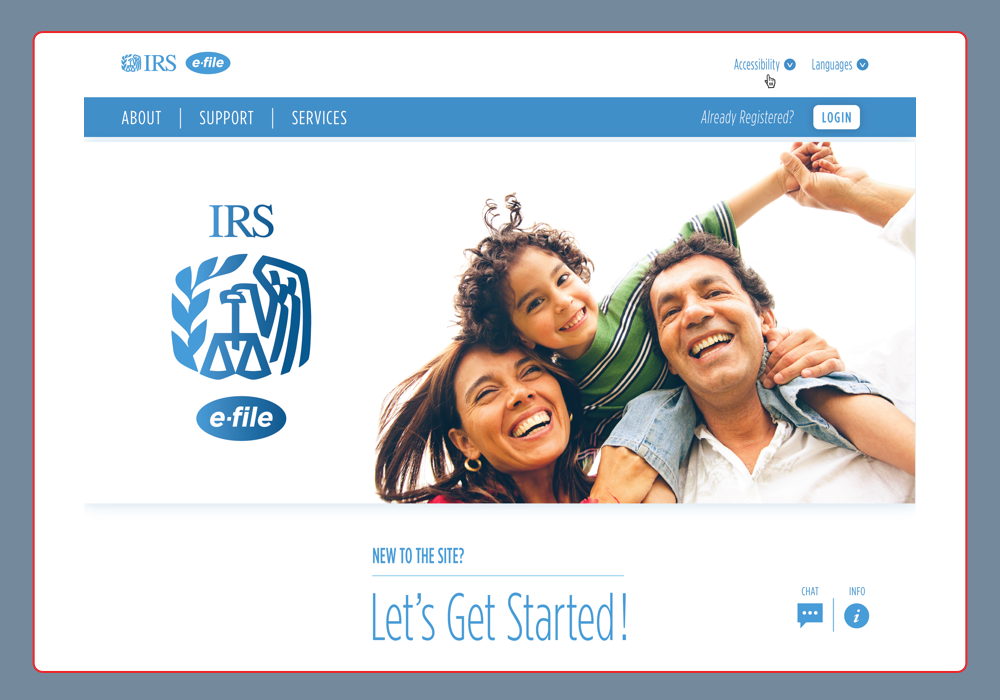 IRS e-file
Accessibility Languages
ABOUT SUPPORT SERVICES Already Registered? LOGIN
IRS
e-file
NEW TO THE SITE?
Let's Get Started!
CHAT INFO